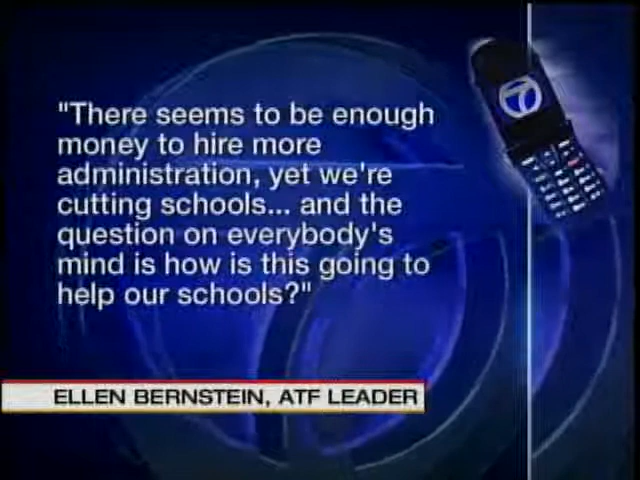 "There seems to be enough
money to hire more
administration, yet we're
cutting schools... and the
question on everybody's
mind is how is this going to
help our schools?"
7
ELLEN BERNSTEIN, ATF LEADER